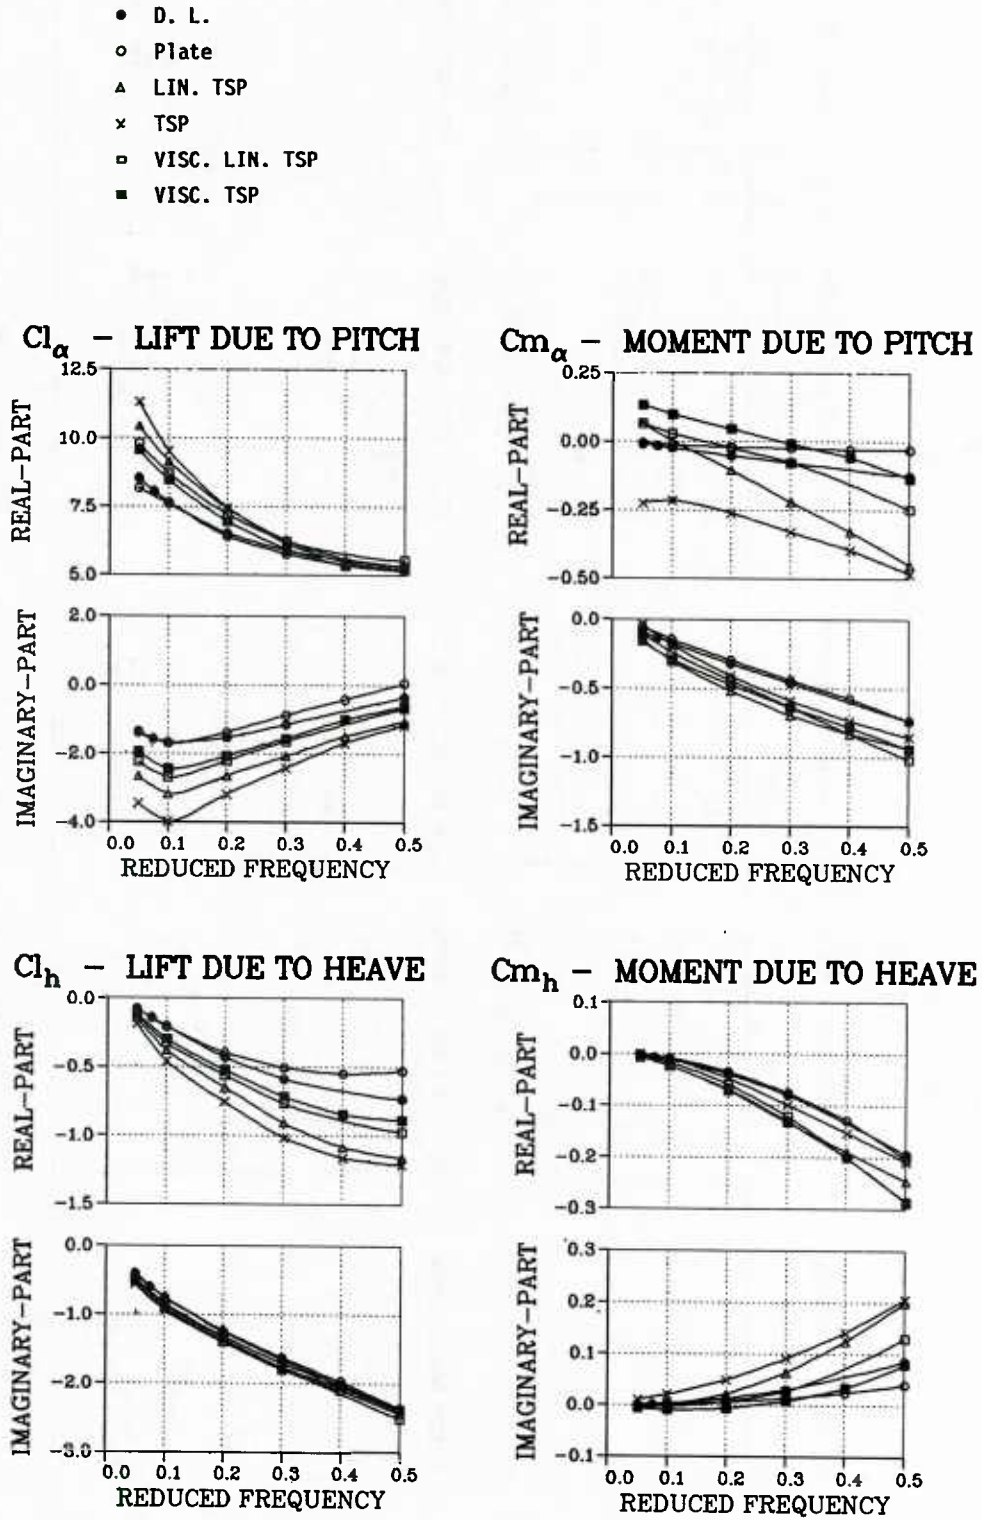 D. L.
Plate
LIN. TSP
TSP
VISC. LIN. TSP
VISC. TSP
Clα – LIFT DUE TO PITCH
12.5
10.0
7.5
5.0
REAL–PART
2.0
0.0
−2.0
−4.0
IMAGINARY–PART
0.0 0.1 0.2 0.3 0.4 0.5
REDUCED FREQUENCY
Cmα – MOMENT DUE TO PITCH
0.25
0.00
−0.25
−0.50
REAL–PART
0.0
−0.5
−1.0
−1.5
IMAGINARY–PART
0.0 0.1 0.2 0.3 0.4 0.5
REDUCED FREQUENCY
Clh – LIFT DUE TO HEAVE
0.0
−0.5
−1.0
−1.5
REAL–PART
0.0
−1.0
−2.0
−3.0
IMAGINARY–PART
0.0 0.1 0.2 0.3 0.4 0.5
REDUCED FREQUENCY
Cmh – MOMENT DUE TO HEAVE
0.1
0.0
−0.1
−0.2
−0.3
REAL–PART
0.3
0.2
0.1
0.0
−0.1
IMAGINARY–PART
0.0 0.1 0.2 0.3 0.4 0.5
REDUCED FREQUENCY